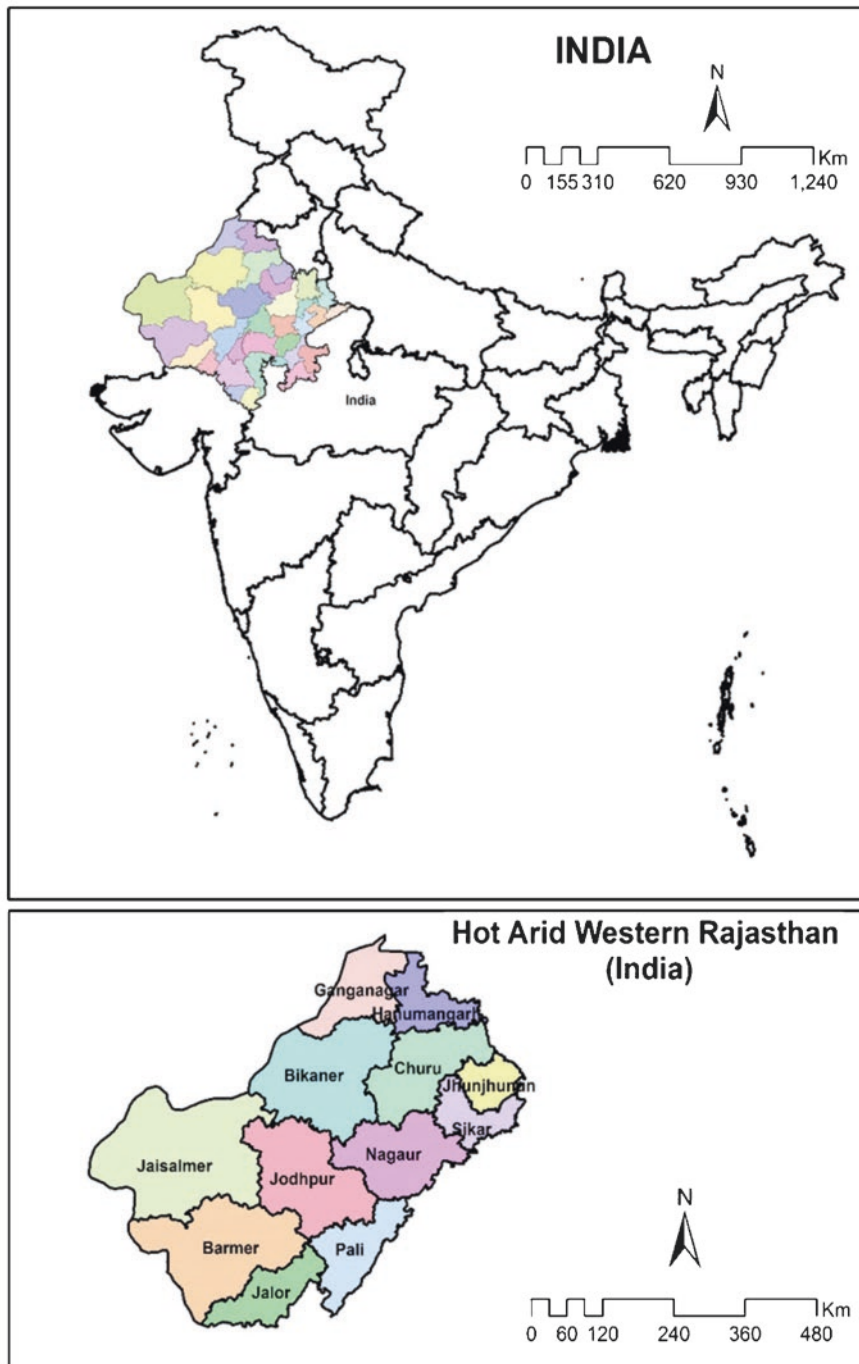 INDIA
N
Km
0 155 310 620 930 1,240
India
Hot Arid Western Rajasthan
(India)
Ganganagar
Hanumangarh
Bikaner
Churu
Jhunjhunun
Sikar
Jaisalmer
Nagaur
Jodhpur
Barmer
Pali
Jalor
N
Km
0 60 120 240 360 480